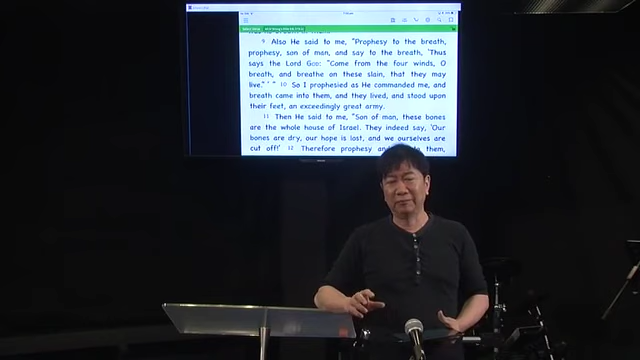 9 Also He said to me, "Prophesy to the breath,
prophesy, son of man, and say to the breath, 'Thus
says the Lord GOD: "Come from the four winds, O
breath, and breathe on these slain, that they may
live." ' " 10 So I prophesied as He commanded me, and
breath came into them, and they lived, and stood upon
their feet, an exceedingly great army.
11 Then He said to me, "Son of man, these bones
are the whole house of Israel. They indeed say, 'Our
bones are dry, our hope is lost, and we ourselves are
cut off!' 12 Therefore prophesy and to them,